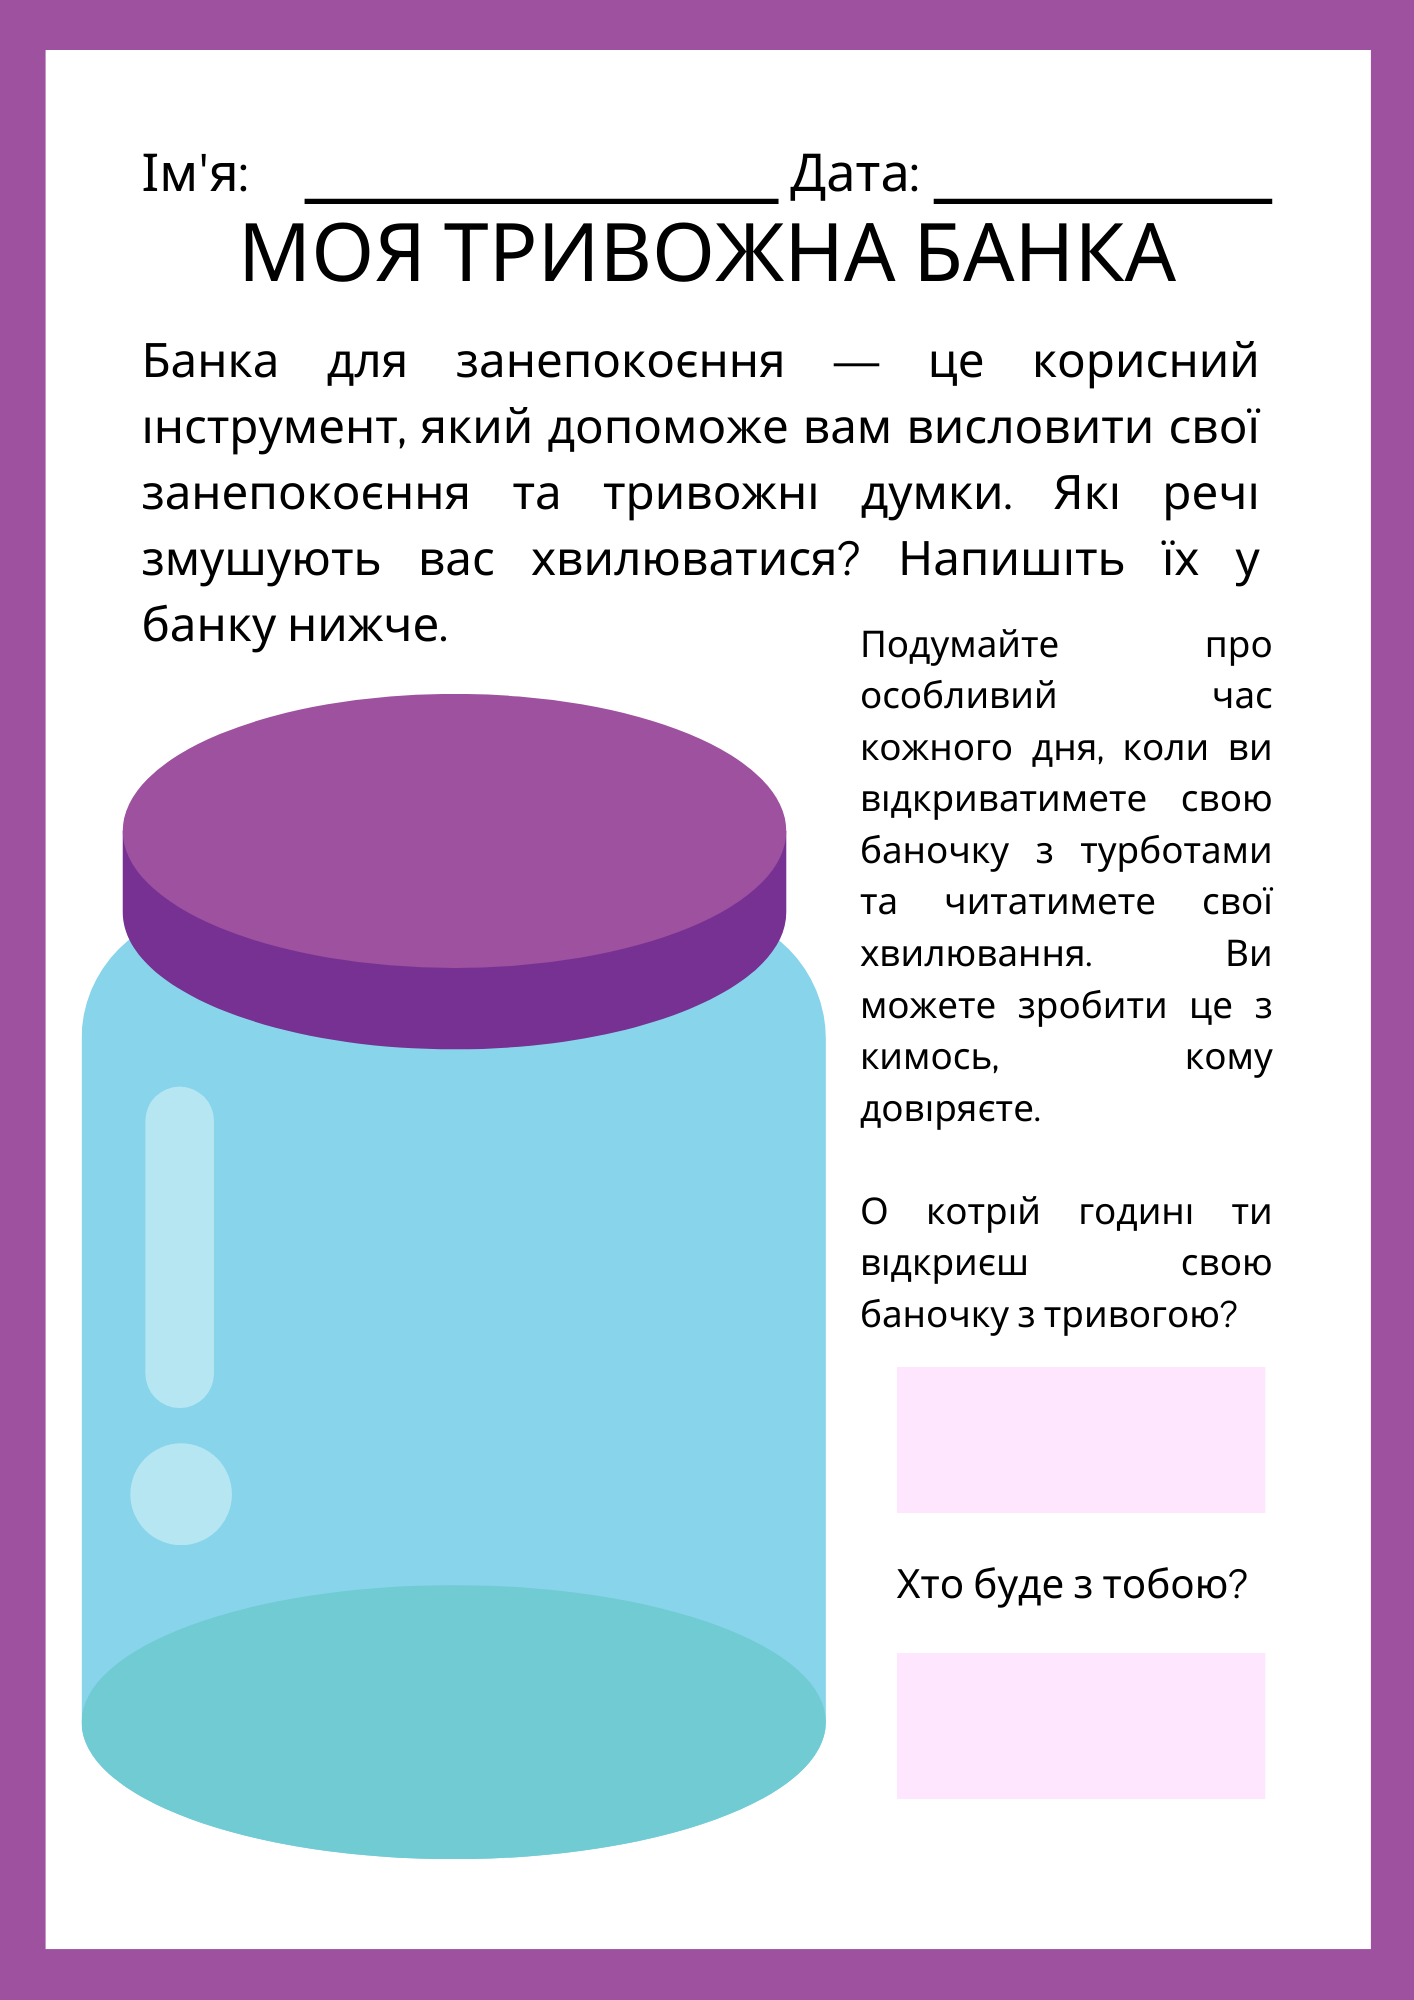 Ім'я: ______________ Дата: __________
МОЯ ТРИВОЖНА БАНКА
Банка для занепокоєння — це корисний
інструмент, який допоможе вам висловити свої
занепокоєння та тривожні думки. Які речі
змушують вас хвилюватися? Напишіть їх у
банку нижче.
Подумайте про
особливий час
кожного дня, коли ви
відкриватимете свою
баночку з турботами
та читатимете свої
хвилювання. Ви
можете зробити це з
кимось, кому
довіряєте.
О котрій годині ти
відкриєш свою
баночку з тривогою?
Хто буде з тобою?